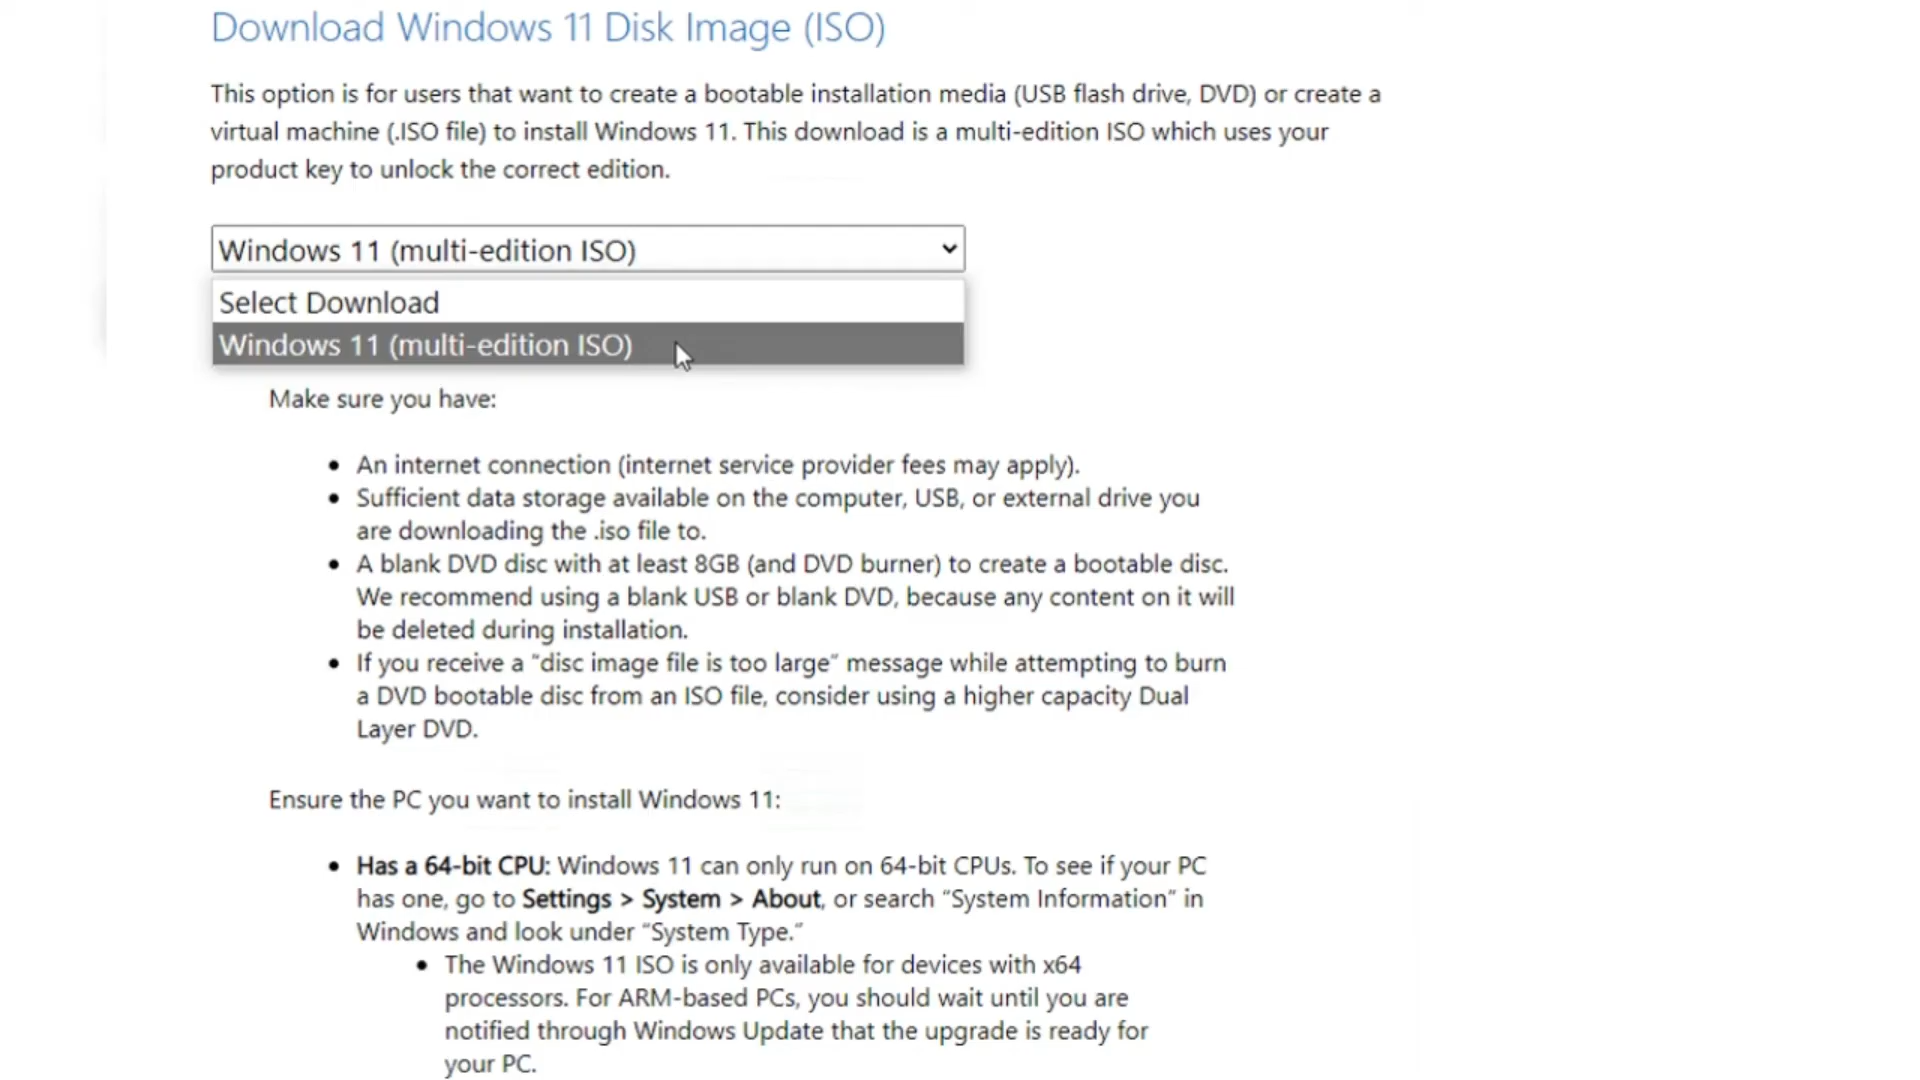 Download Windows 11 Disk Image (ISO)
This option is for users that want to create a bootable installation media (USB flash drive, DVD) or create a
virtual machine (.ISO file) to install Windows 11. This download is a multi-edition ISO which uses your
product key to unlock the correct edition.
Windows 11 (multi-edition ISO)
Select Download
Windows 11 (multi-edition ISO)
Make sure you have:
• An internet connection (internet service provider fees may apply).
• Sufficient data storage available on the computer, USB, or external drive you
are downloading the .iso file to.
• A blank DVD disc with at least 8GB (and DVD burner) to create a bootable disc.
We recommend using a blank USB or blank DVD, because any content on it will
be deleted during installation.
• If you receive a “disc image file is too large” message while attempting to burn
a DVD bootable disc from an ISO file, consider using a higher capacity Dual
Layer DVD.
Ensure the PC you want to install Windows 11:
• Has a 64-bit CPU: Windows 11 can only run on 64-bit CPUs. To see if your PC
has one, go to Settings > System > About, or search “System Information” in
Windows and look under “System Type.”
• The Windows 11 ISO is only available for devices with x64
processors. For ARM-based PCs, you should wait until you are
notified through Windows Update that the upgrade is ready for
your PC.